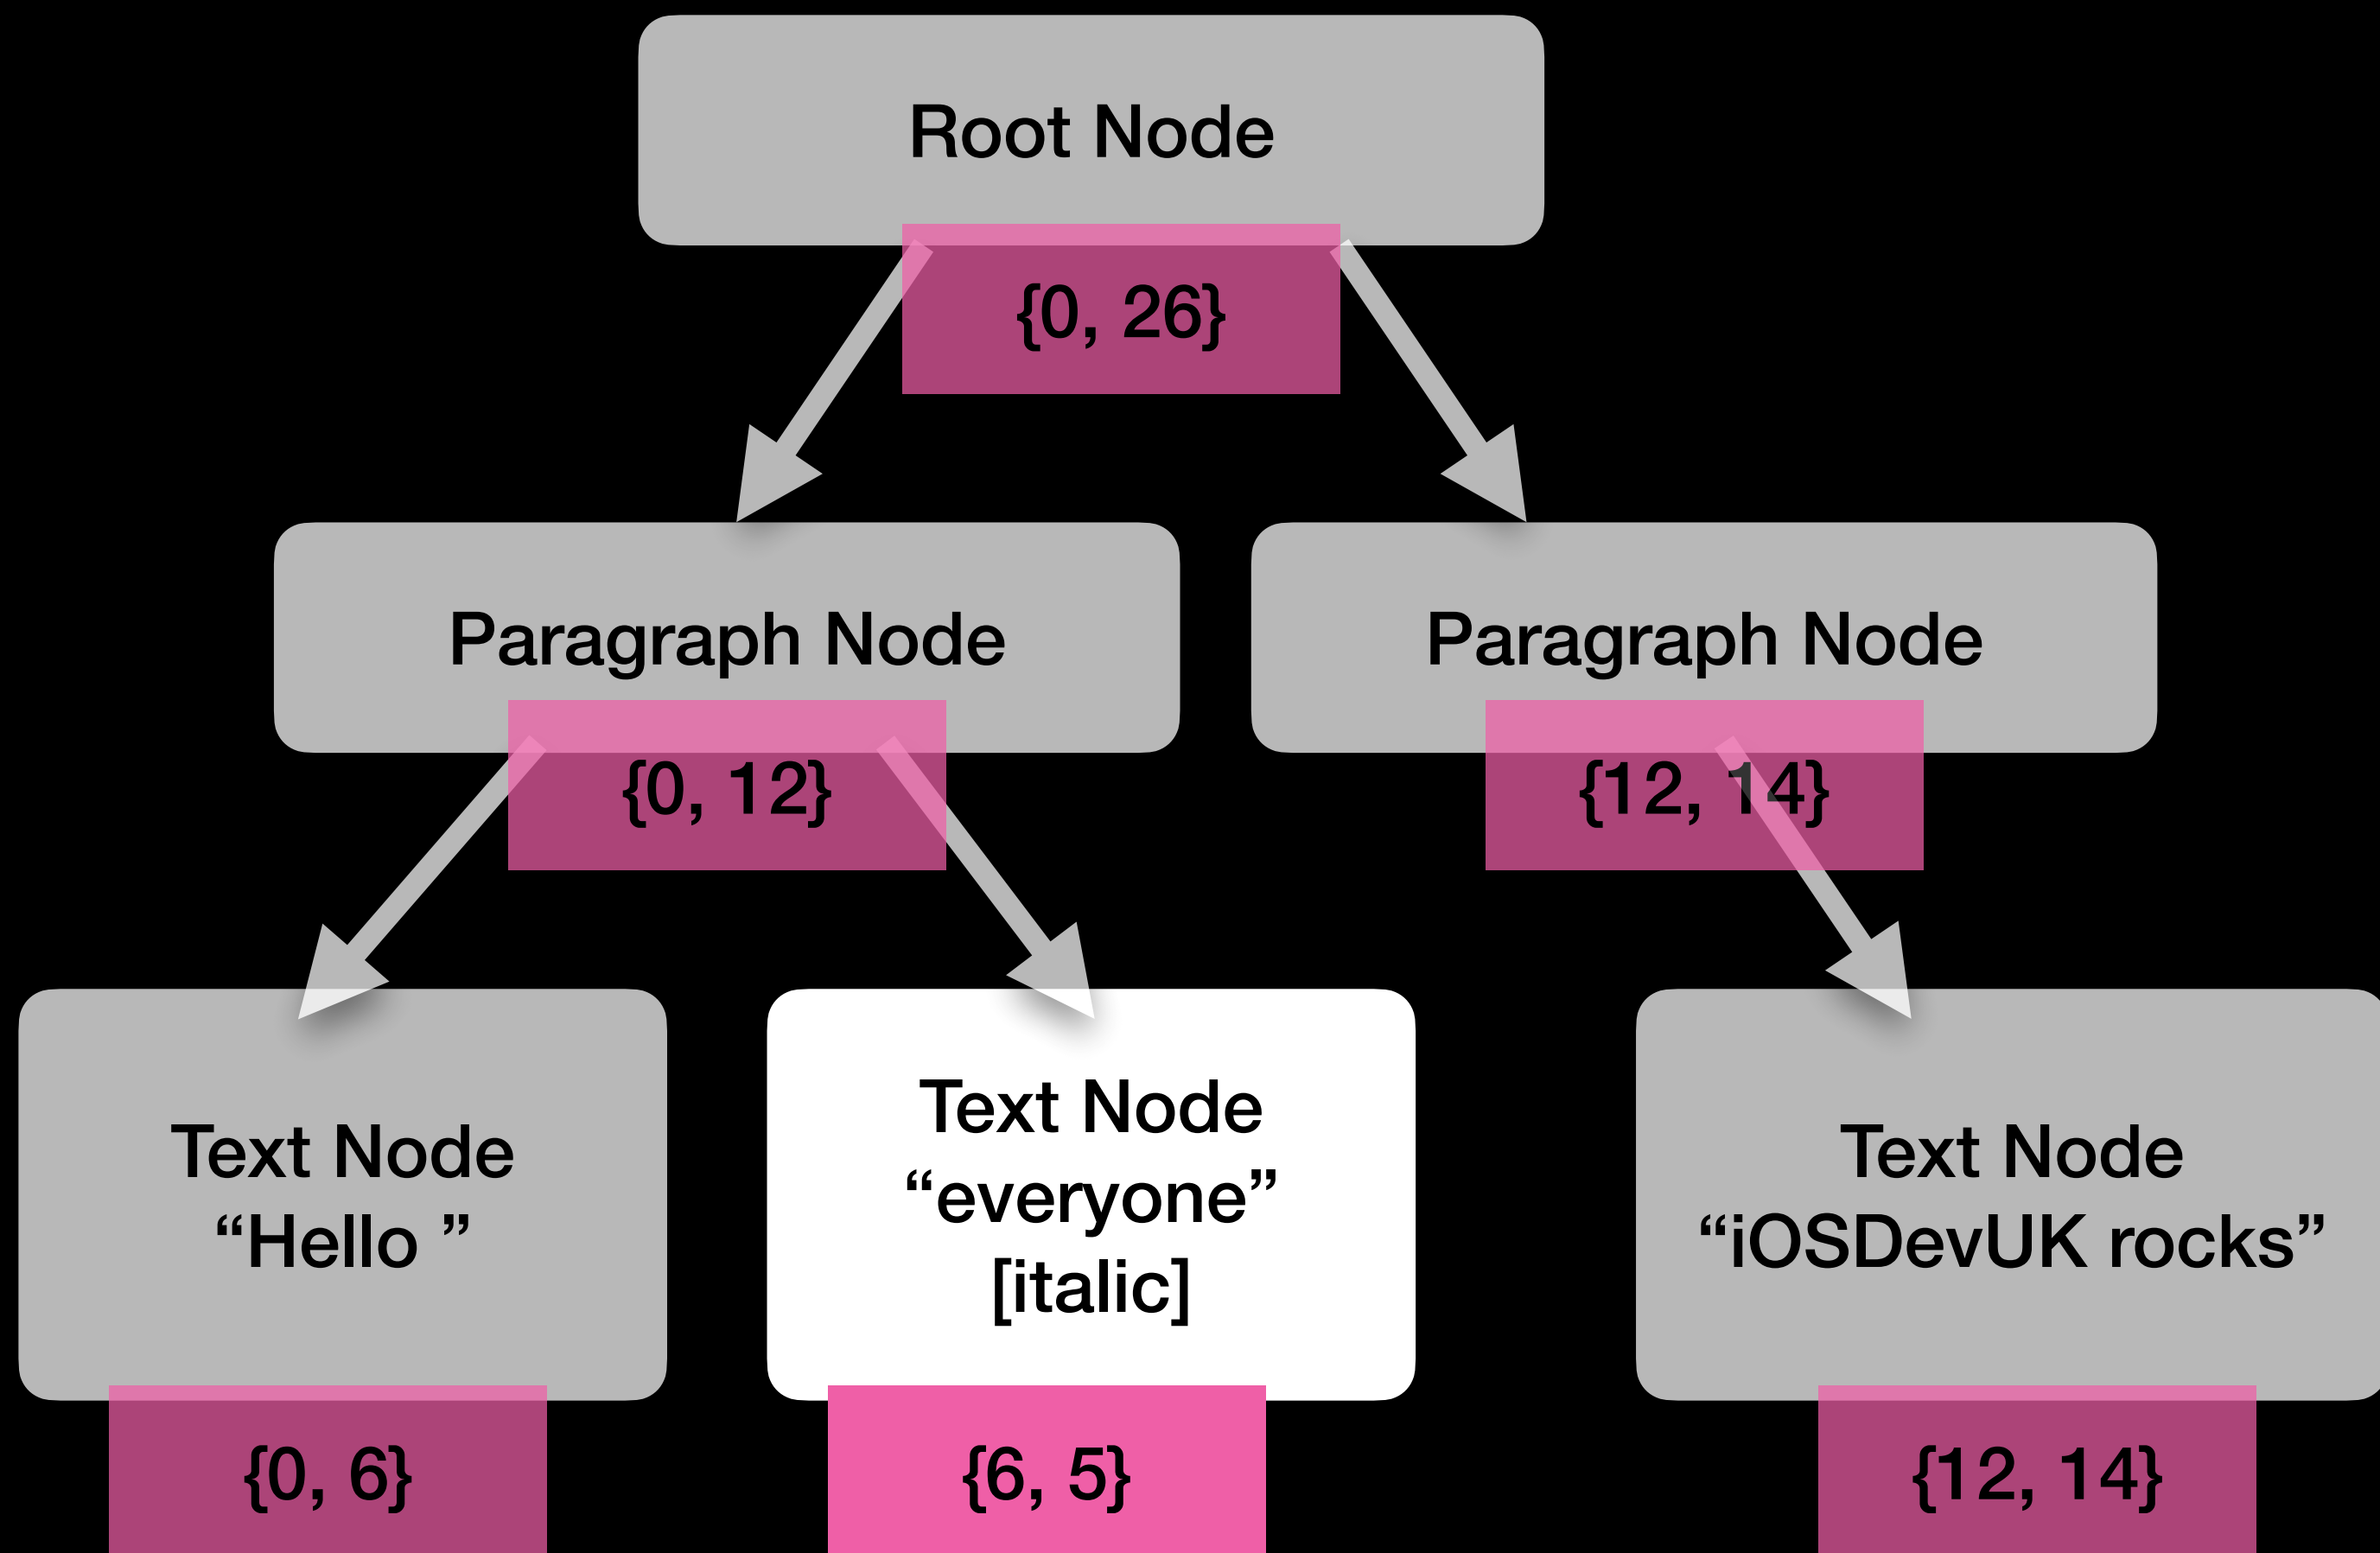 Root Node
{0, 26}
Paragraph Node
Paragraph Node
{0, 12}
{12, 14}
Text Node
“Hello ”
Text Node
“everyone”
[italic]
Text Node
“iOSDevUK rocks”
{0, 6}
{6, 5}
{12, 14}